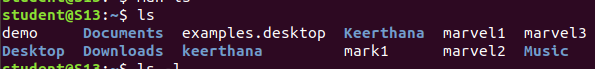 student@S13:~$ ls
demo Documents examples.desktop Keerthana marvel1 marvel3
Desktop Downloads keerthana mark1 marvel2 Music